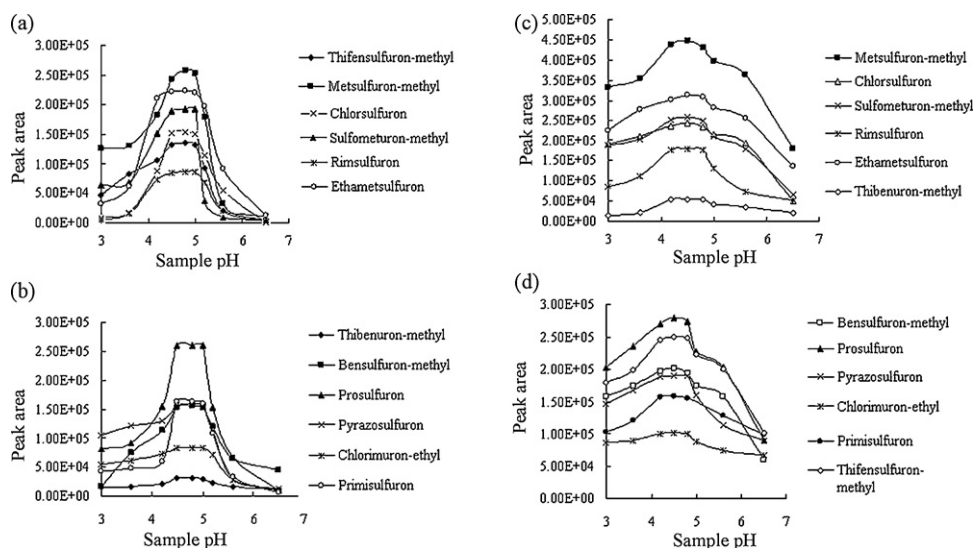 (a)
3.00E+05
2.50E+05
2.00E+05
1.50E+05
1.00E+05
5.00E+04
0.00E+00
Peak area
3 4 5 6 7
Sample pH
Thifensulfuron-methyl
Metsulfuron-methyl
Chlorsulfuron
Sulfometuron-methyl
Rimsulfuron
Ethametsulfuron
(b)
3.00E+05
2.50E+05
2.00E+05
1.50E+05
1.00E+05
5.00E+04
0.00E+00
Peak area
3 4 5 6 7
Sample pH
Thibenuron-methyl
Bensulfuron-methyl
Prosulfuron
Pyrazosulfuron
Chlorimuron-ethyl
Primisulfuron
(c)
5.00E+05
4.50E+05
4.00E+05
3.50E+05
3.00E+05
2.50E+05
2.00E+05
1.50E+05
1.00E+05
5.00E+04
0.00E+00
Peak area
3 4 5 6 7
Sample pH
Metsulfuron-methyl
Chlorsulfuron
Sulfometuron-methyl
Rimsulfuron
Ethametsulfuron
Thibenuron-methyl
(d)
3.00E+05
2.50E+05
2.00E+05
1.50E+05
1.00E+05
5.00E+04
0.00E+00
Peak area
3 4 5 6 7
Sample pH
Bensulfuron-methyl
Prosulfuron
Pyrazosulfuron
Chlorimuron-ethyl
Primisulfuron
Thifensulfuron-
methyl